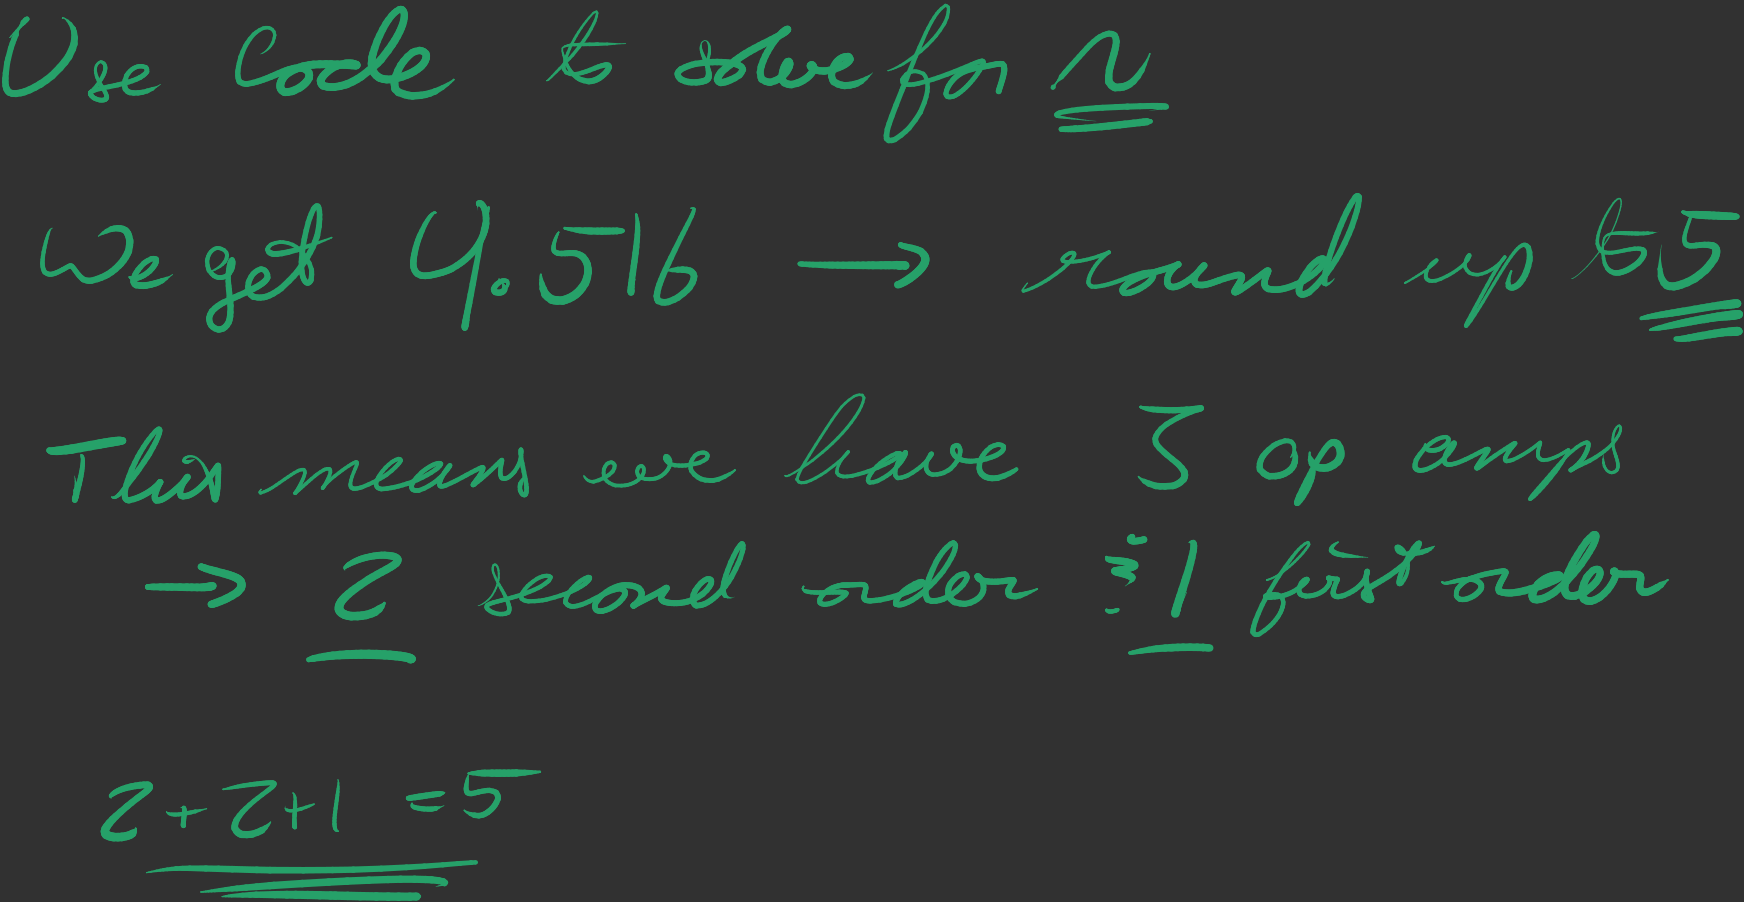 Use Code to solve for n
We get 4.516 → round up to 5
This means we have 3 op amps
→ 2 second order & 1 first order
2+2+1 = 5